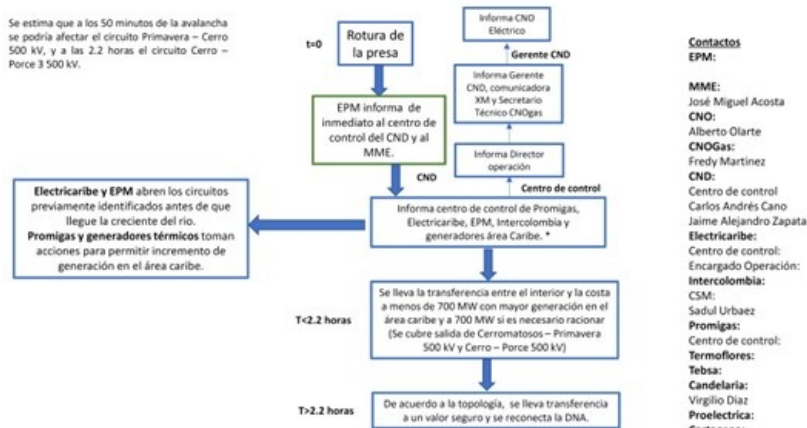 Se estima que a los 50 minutos de la avalancha
se podría afectar el circuito Primavera – Cerro
500 kV, y a las 2.2 horas el circuito Cerro –
Porce 3 500 kV.
t=0
Rotura de
la presa
EPM informa de
inmediato al centro de
control del CND y al
MME.
CND
Informa CNO
Eléctrico
Gerente CND
Informa Gerente
CND, comunicadora
XM y Secretario
Técnico CNOgas
Informa Director
operación
Centro de control
Informa centro de control de Promigas,
Electricaribe, EPM, Intercolombia y
generadores área Caribe. *
Electricaribe y EPM abren los circuitos
previamente identificados antes de que
llegue la creciente del rio.
Promigas y generadores térmicos toman
acciones para permitir incremento de
generación en el área caribe.
T<2.2 horas
Se lleva la transferencia entre el interior y la costa
a menos de 700 MW con mayor generación en el
área caribe y a 700 MW si es necesario racionar
(Se cubre salida de Cerromatosos – Primavera
500 kV y Cerro – Porce 500 kV)
T>2.2 horas
De acuerdo a la topología, se lleva transferencia
a un valor seguro y se reconecta la DNA.
Contactos
EPM:
MME:
José Miguel Acosta
CNO:
Alberto Olarte
CNOGas:
Fredy Martinez
CND:
Centro de control
Carlos Andrés Cano
Jaime Alejandro Zapata
Electricaribe:
Centro de control:
Encargado Operación:
Intercolombia:
CSM:
Sadul Urbaez
Promigas:
Centro de control:
Termoflores:
Tebsa:
Candelaria:
Virgilio Diaz
Proelectrica: